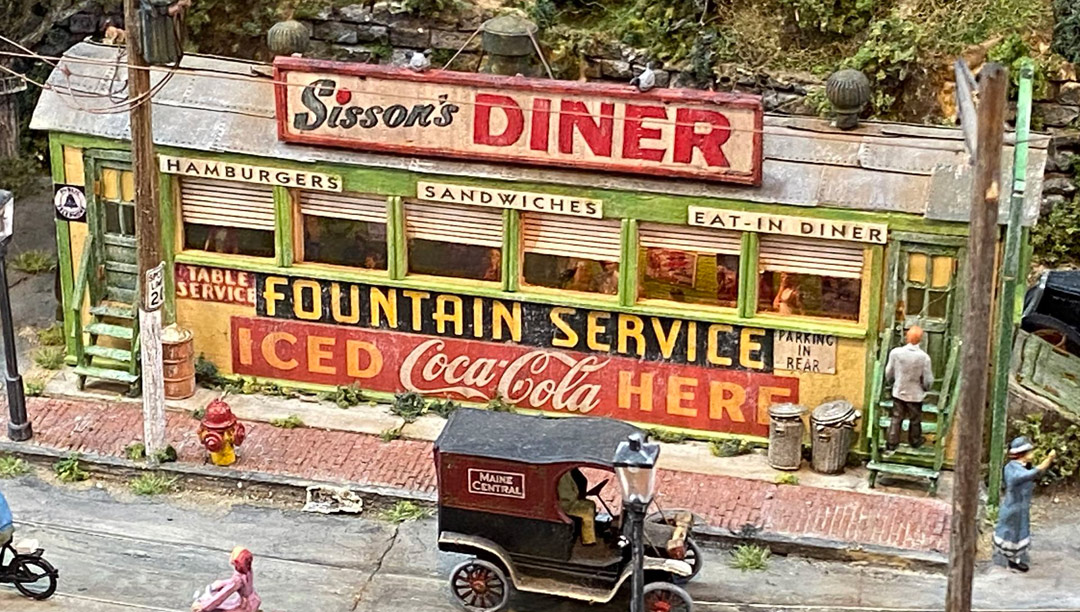 Sisson's DINER
HAMBURGERS
SANDWICHES
EAT-IN DINER
TABLE
SERVICE
FOUNTAIN SERVICE
PARKING
IN
REAR
ICED Coca-Cola HERE
MAINE
CENTRAL